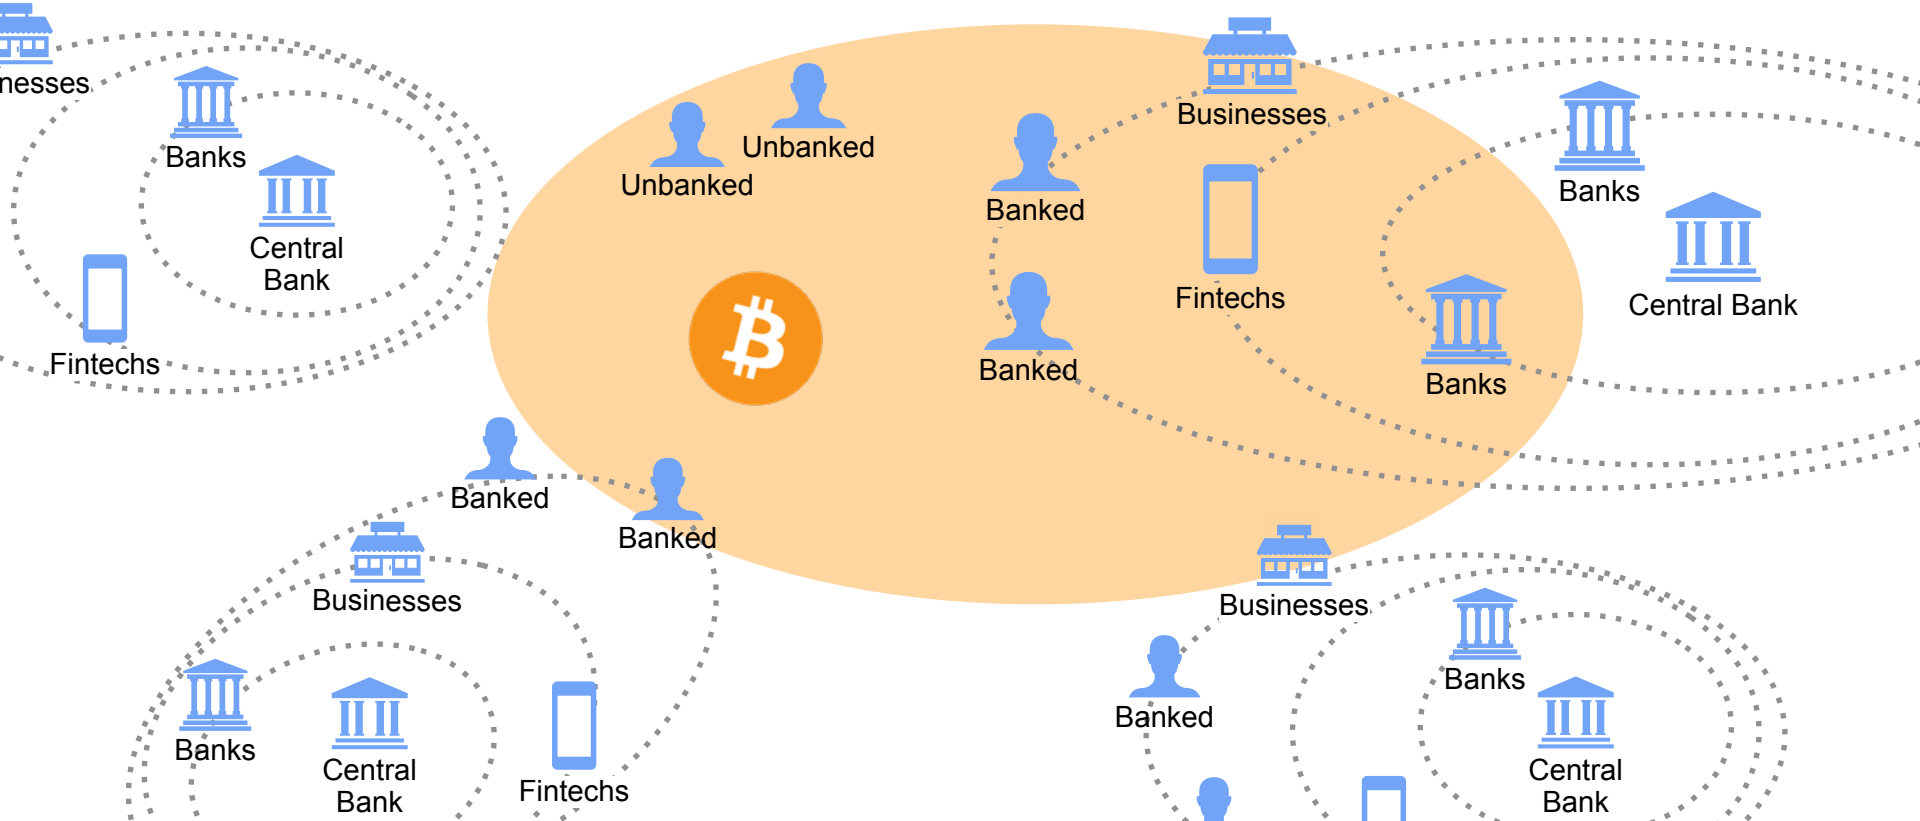 nesses
Banks
Central
Bank
Fintechs
Unbanked
Unbanked
Banked
Banked
Businesses
Fintechs
Banks
Banks
Central Bank
Banked
Banked
Businesses
Banks
Central
Bank
Fintechs
Businesses
Banked
Banks
Central
Bank